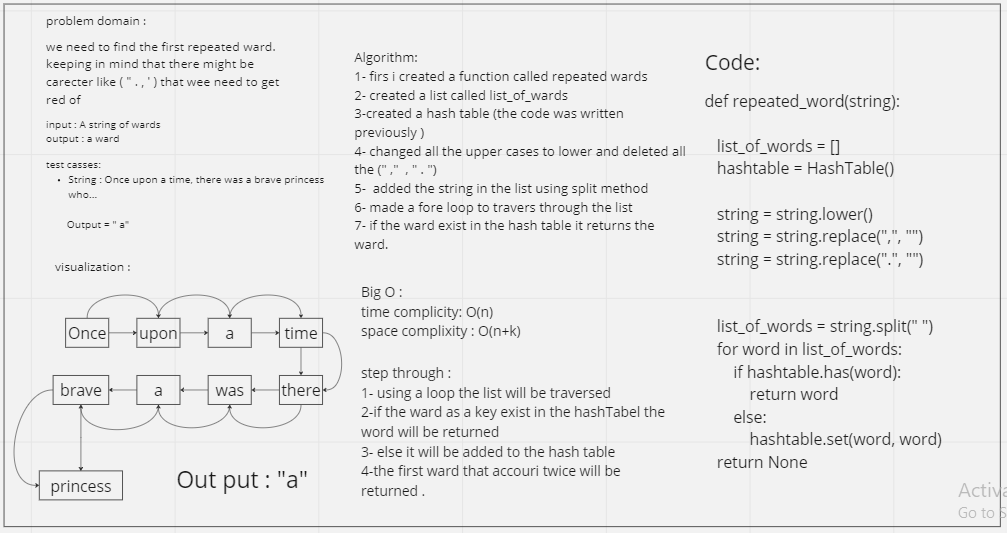 problem domain :
we need to find the first repeated ward.
keeping in mind that there might be
carecter like ( " . , ' ) that wee need to get
red of
input : A string of wards
output : a ward
test casses:
• String : Once upon a time, there was a brave princess
who...
Output = " a"
visualization :
Once upon a time
brave a was there
princess
Out put : "a"
Algorithm:
1- firs i created a function called repeated wards
2- created a list called list_of_wards
3-created a hash table (the code was written
previously )
4- changed all the upper cases to lower and deleted all
the (" ,"  , " . ")
5-  added the string in the list using split method
6- made a fore loop to travers through the list
7- if the ward exist in the hash table it returns the
ward.
Big O :
time complicity: O(n)
space complixity : O(n+k)
step through :
1- using a loop the list will be traversed
2-if the ward as a key exist in the hashTabel the
word will be returned
3- else it will be added to the hash table
4-the first ward that accouri twice will be
returned .
Code:
def repeated_word(string):
list_of_words = []
hashtable = HashTable()
string = string.lower()
string = string.replace(",", "")
string = string.replace(".", "")
list_of_words = string.split(" ")
for word in list_of_words:
if hashtable.has(word):
return word
else:
hashtable.set(word, word)
return None
Activa
Go to S